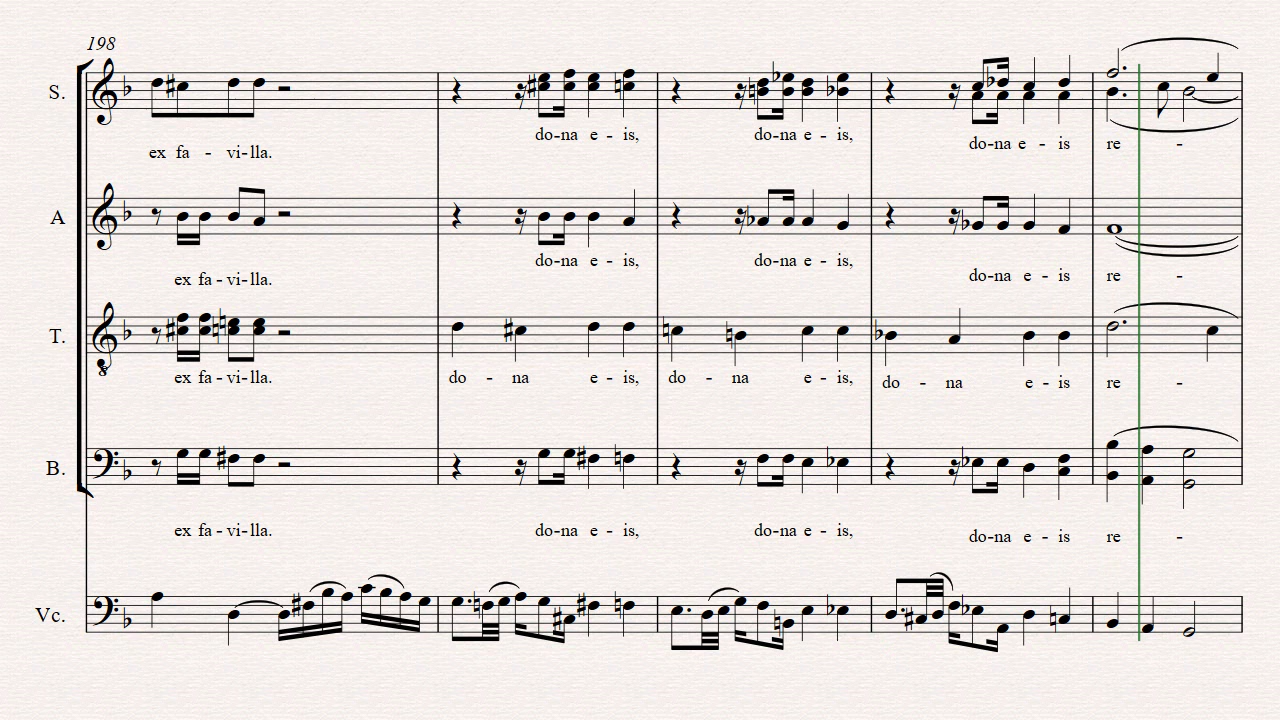 198
S.
do-na e - is, do-na e - is, do-na e - is re -
ex fa - vi-lla.
A
do-na e - is, do-na e - is, do-na e - is re -
ex fa-vi-lla.
T.
8
ex fa-vi-lla. do - na e - is, do - na e - is, do - na e - is re -
B.
ex fa-vi-lla. do-na e - is, do-na e - is, do-na e - is re -
Vc.